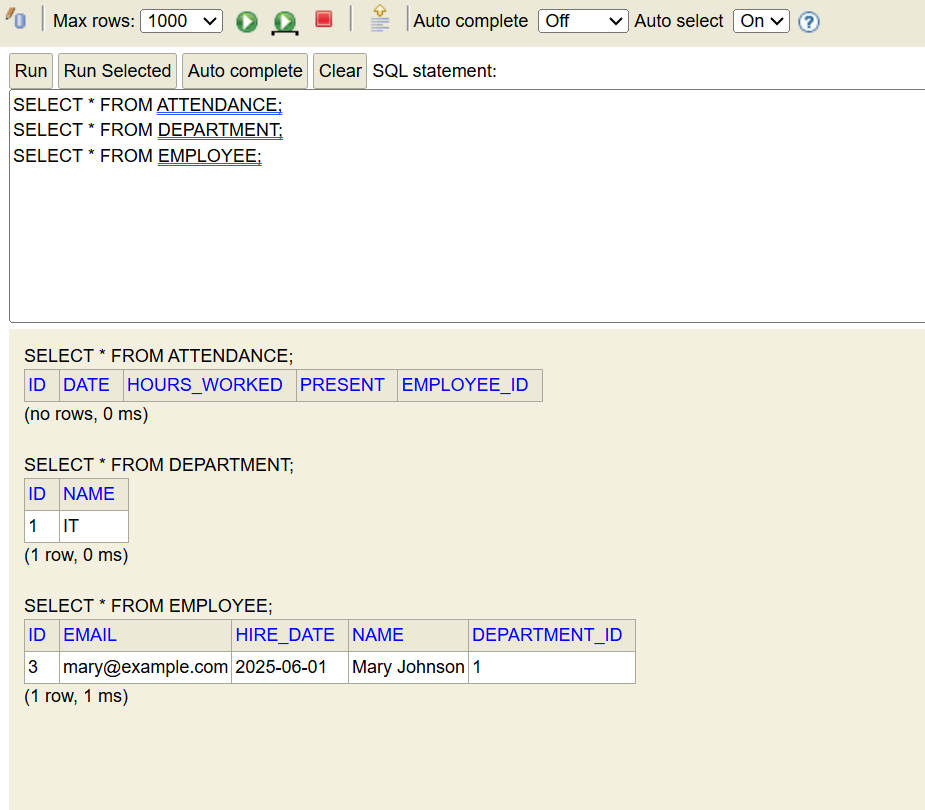 Max rows: 1000 Auto complete Off Auto select On ?
Run Run Selected Auto complete Clear SQL statement:
SELECT * FROM ATTENDANCE;
SELECT * FROM DEPARTMENT;
SELECT * FROM EMPLOYEE;
SELECT * FROM ATTENDANCE;
ID DATE HOURS_WORKED PRESENT EMPLOYEE_ID
(no rows, 0 ms)
SELECT * FROM DEPARTMENT;
ID NAME
1 IT
(1 row, 0 ms)
SELECT * FROM EMPLOYEE;
ID EMAIL HIRE_DATE NAME DEPARTMENT_ID
3 mary@example.com 2025-06-01 Mary Johnson 1
(1 row, 1 ms)